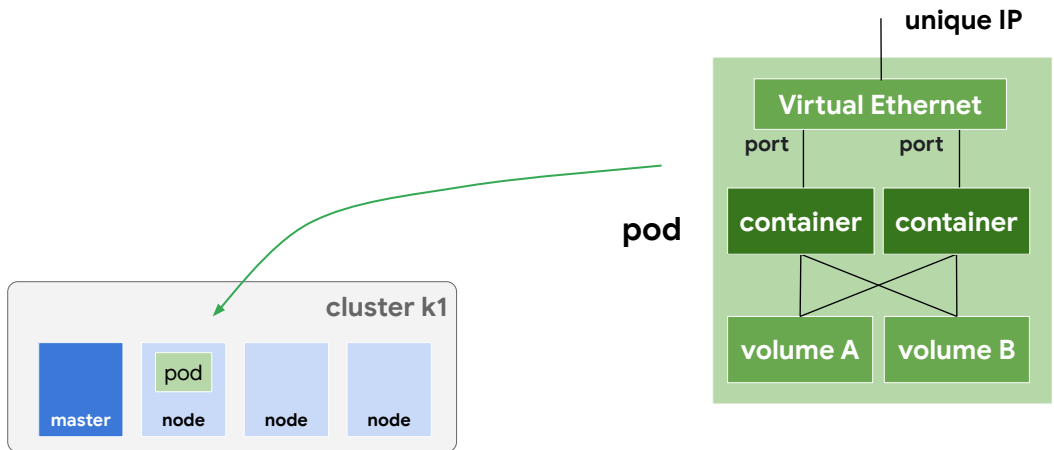 unique IP
Virtual Ethernet
port
port
container
container
pod
volume A
volume B
cluster k1
pod
master
node
node
node